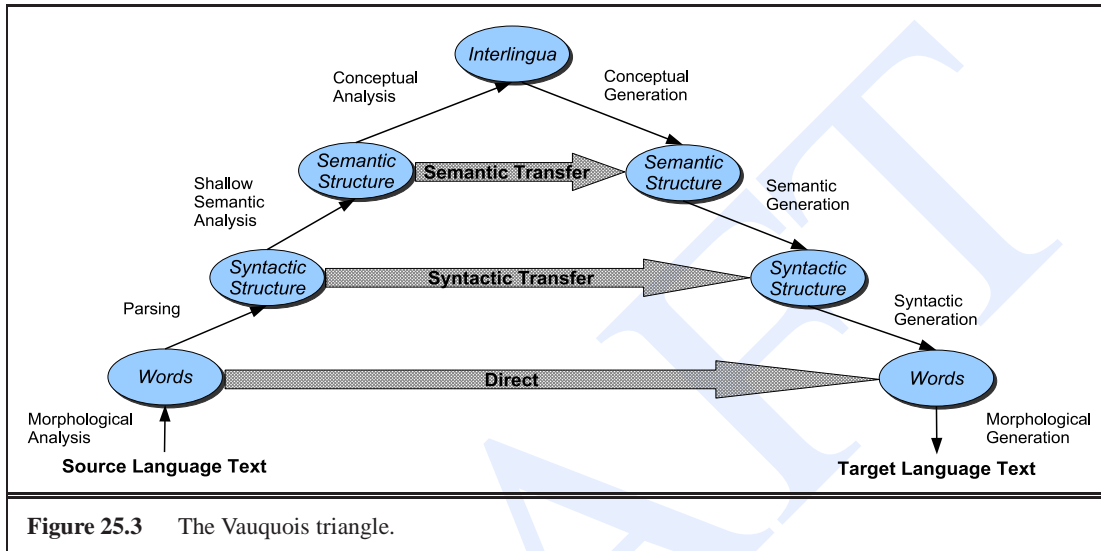 Interlingua
Conceptual
Analysis
Conceptual
Generation
Semantic
Structure
Semantic Transfer
Semantic
Structure
Shallow
Semantic
Analysis
Semantic
Generation
Syntactic
Structure
Syntactic Transfer
Syntactic
Structure
Parsing
Syntactic
Generation
Words
Direct
Words
Morphological
Analysis
Morphological
Generation
Source Language Text
Target Language Text
Figure 25.3 The Vauquois triangle.
AFT